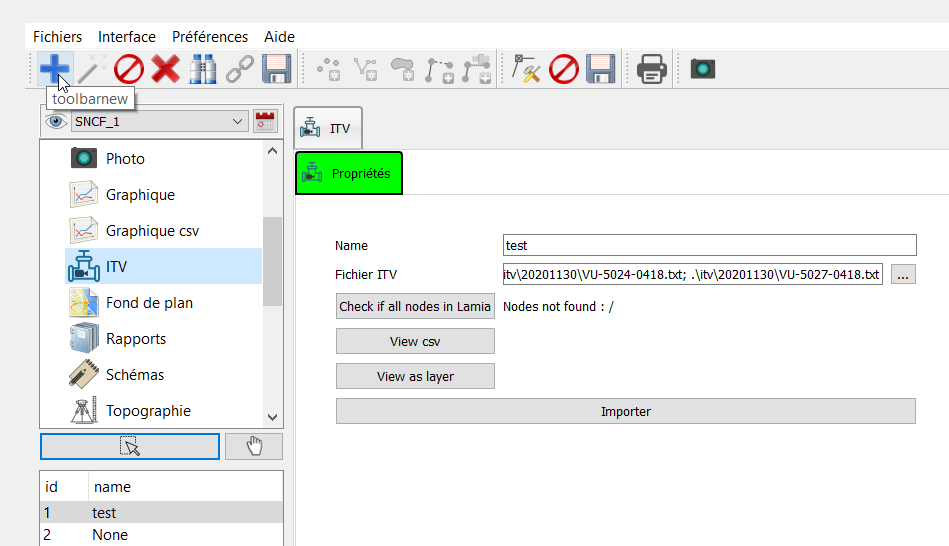 Fichiers Interface Préférences Aide
toolbarnew
SNCF_1
ITV
Propriétés
Photo
Graphique
Graphique csv
ITV
Fond de plan
Rapports
Schémas
Topographie
Name test
Fichier ITV itv\20201130\VU-5024-0418.txt; .\itv\20201130\VU-5027-0418.txt ...
Check if all nodes in Lamia Nodes not found : /
View csv
View as layer
Importer
id name
1 test
2 None